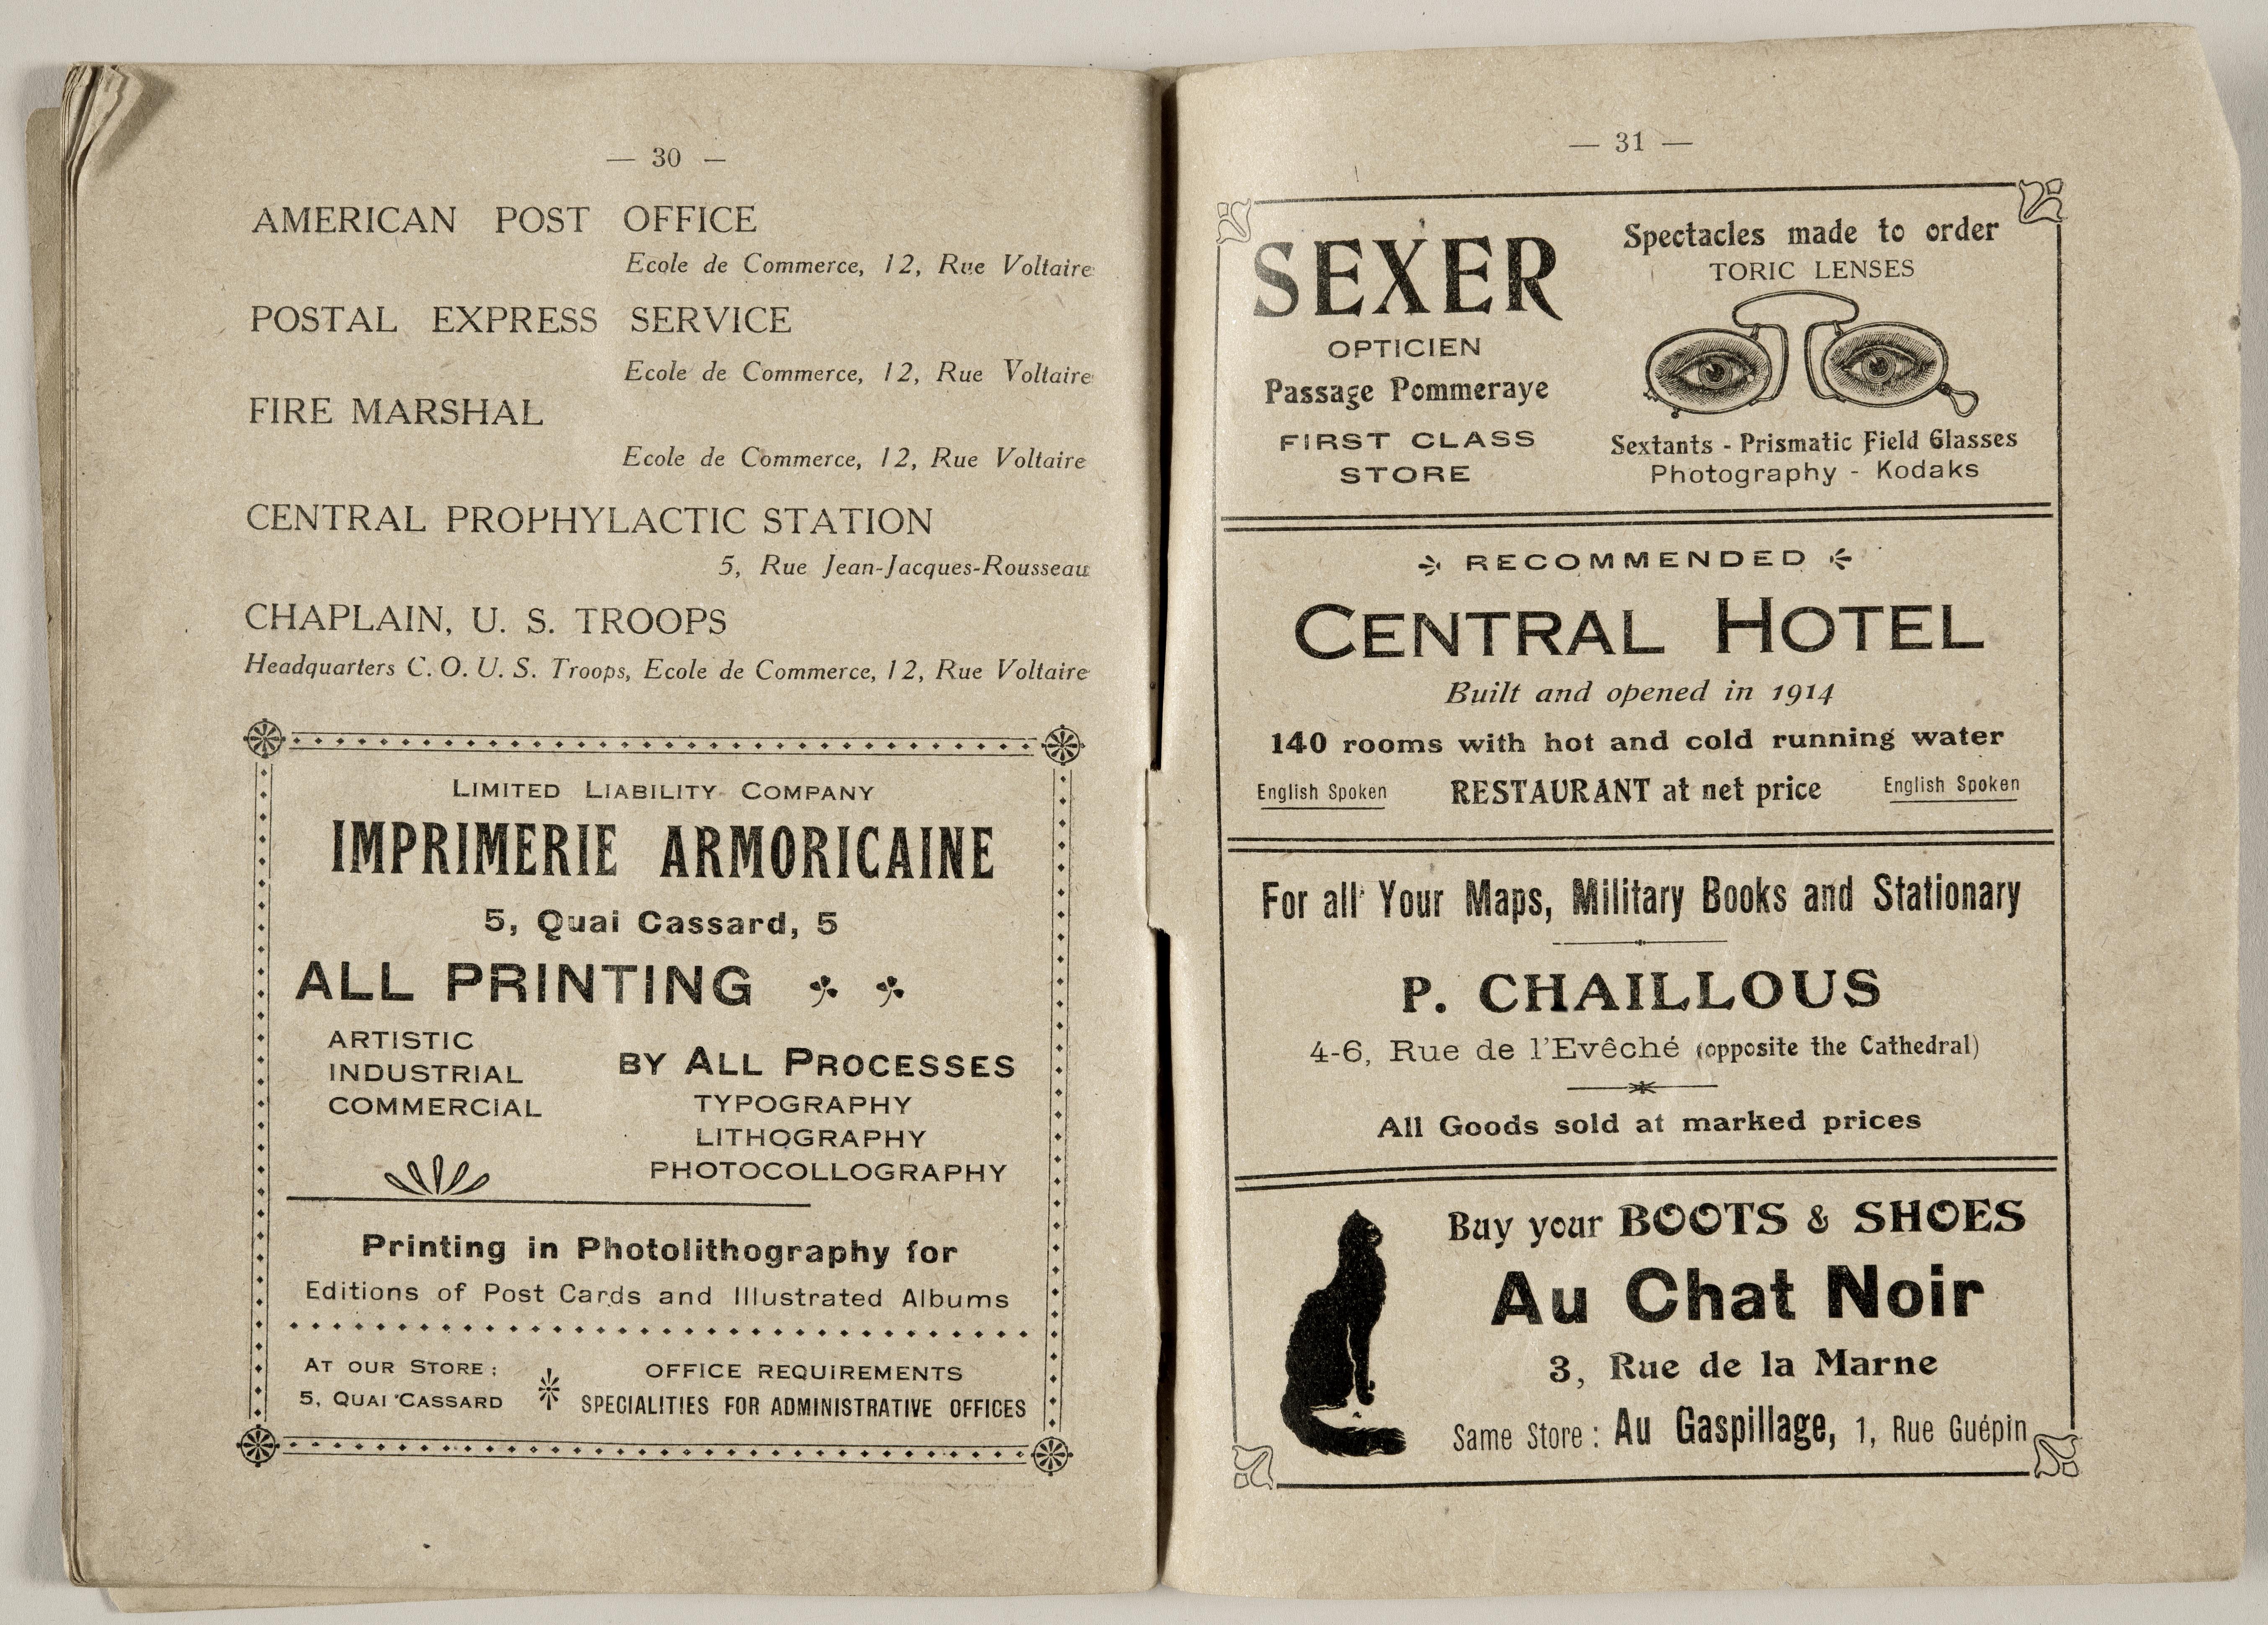 — 30 —
AMERICAN POST OFFICE
Ecole de Commerce, 12, Rue Voltaire
POSTAL EXPRESS SERVICE
Ecole de Commerce, 12, Rue Voltaire
FIRE MARSHAL
Ecole de Commerce, 12, Rue Voltaire
CENTRAL PROPHYLACTIC STATION
5, Rue Jean-Jacques-Rousseau
CHAPLAIN, U. S. TROOPS
Headquarters C. O. U. S. Troops, Ecole de Commerce, 12, Rue Voltaire
LIMITED LIABILITY COMPANY
IMPRIMERIE ARMORICAINE
5, Quai Cassard, 5
ALL PRINTING
ARTISTIC
INDUSTRIAL
COMMERCIAL
BY ALL PROCESSES
TYPOGRAPHY
LITHOGRAPHY
PHOTOCOLLOGRAPHY
Printing in Photolithography for
Editions of Post Cards and Illustrated Albums
AT OUR STORE :
5, QUAI CASSARD
OFFICE REQUIREMENTS
SPECIALITIES FOR ADMINISTRATIVE OFFICES
— 31 —
SEXER
OPTICIEN
Passage Pommeraye
FIRST CLASS
STORE
Spectacles made to order
TORIC LENSES
Sextants - Prismatic Field Glasses
Photography - Kodaks
RECOMMENDED
CENTRAL HOTEL
Built and opened in 1914
140 rooms with hot and cold running water
English Spoken RESTAURANT at net price English Spoken
For all Your Maps, Military Books and Stationary
P. CHAILLOUS
4-6, Rue de l'Evêché (opposite the Cathedral)
All Goods sold at marked prices
Buy your BOOTS & SHOES
Au Chat Noir
3, Rue de la Marne
Same Store : Au Gaspillage, 1, Rue Guépin